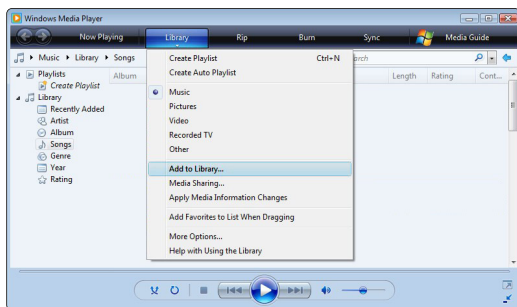 Windows Media Player
Now Playing
Library
Rip
Burn
Sync
Media Guide
Music ▸ Library ▸ Songs
Playlists
Create Playlist
Library
Recently Added
Artist
Album
Songs
Genre
Year
Rating
Album
Create Playlist Ctrl+N
Create Auto Playlist
Music
Pictures
Video
Recorded TV
Other
Add to Library...
Media Sharing...
Apply Media Information Changes
Add Favorites to List When Dragging
More Options...
Help with Using the Library
Length
Rating
Cont...